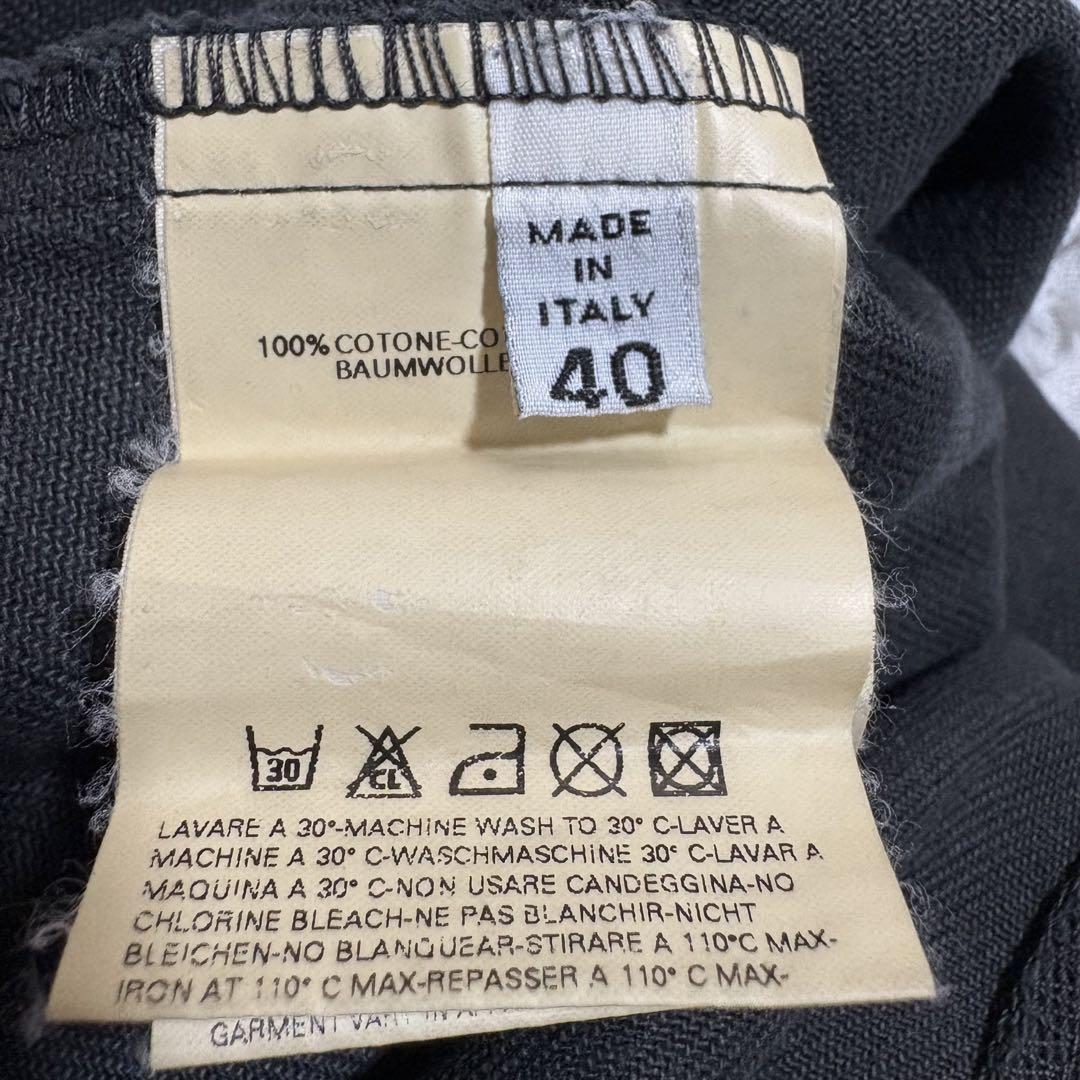 MADE
IN
ITALY
40
100% COTONE-CO
BAUMWOLLE
30
CL
LAVARE A 30°-MACHINE WASH TO 30° C-LAVER A
MACHINE A 30° C-WASCHMASCHINE 30° C-LAVAR A
MAQUINA A 30° C-NON USARE CANDEGGINA-NO
CHLORINE BLEACH-NE PAS BLANCHIR-NICHT
BLEICHEN-NO BLANQUEAR-STIRARE A 110°C MAX-
IRON AT 110° C MAX-REPASSER A 110° C MAX-
GARMENT VARY IN